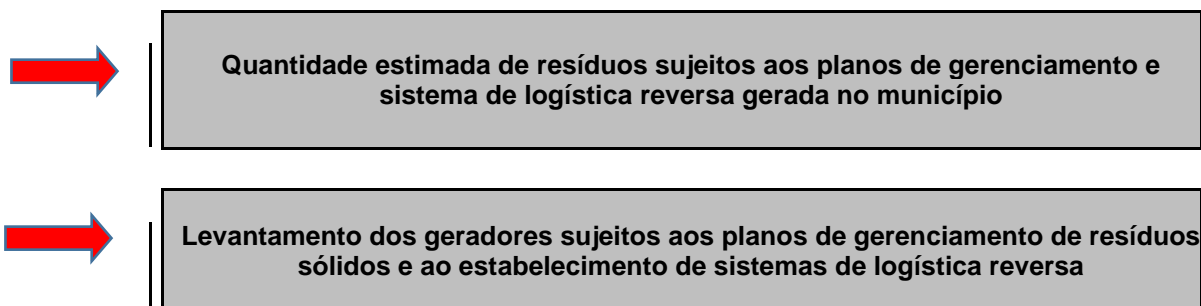 Quantidade estimada de resíduos sujeitos aos planos de gerenciamento e
sistema de logística reversa gerada no município
Levantamento dos geradores sujeitos aos planos de gerenciamento de resíduos
sólidos e ao estabelecimento de sistemas de logística reversa